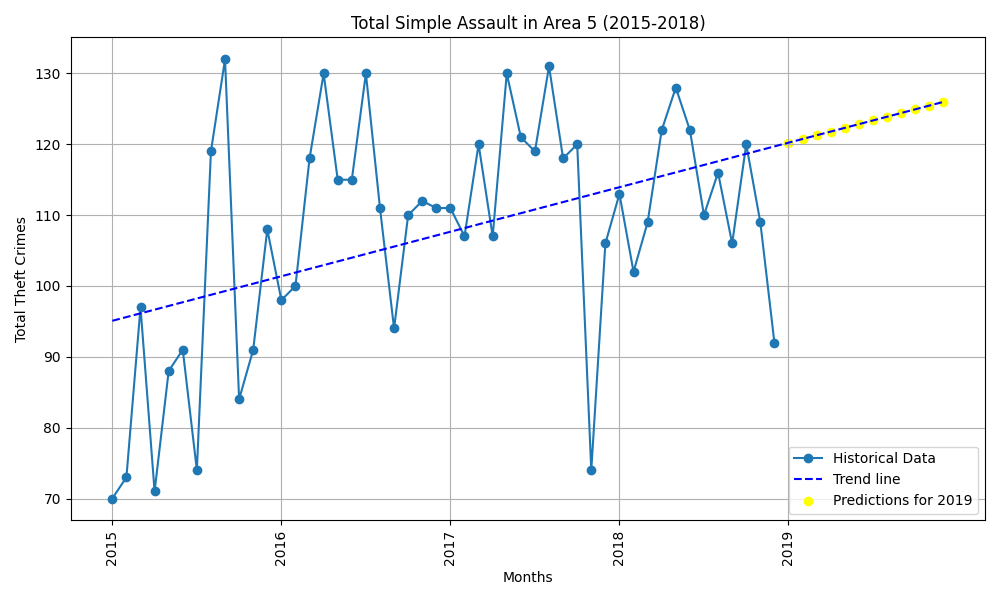 Total Simple Assault in Area 5 (2015-2018)
Total Theft Crimes
130
120
110
100
90
80
70
2015
2016
2017
2018
2019
Months
Historical Data
Trend line
Predictions for 2019